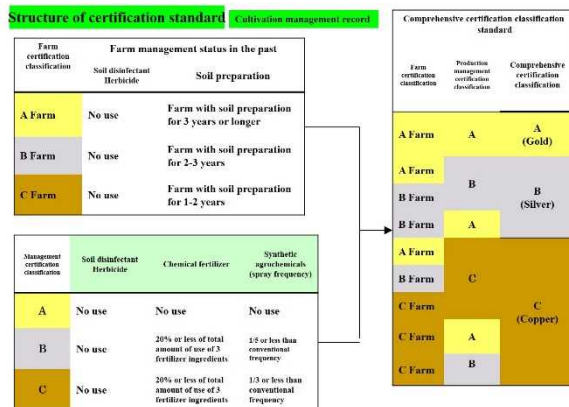 Structure of certification standard
Cultivation management record
Farm
certification
classification
Farm management status in the past
Soil disinfectant
Herbicide
Soil preparation
A Farm
No use
Farm with soil preparation
for 3 years or longer
B Farm
No use
Farm with soil preparation
for 2-3 years
C Farm
No use
Farm with soil preparation
for 1-2 years
Management
certification
classification
Soil disinfectant
Herbicide
Chemical fertilizer
Synthetic
agrochemicals
(spray frequency)
A
No use
No use
No use
B
No use
20% or less of total
amount of use of 3
fertilizer ingredients
1/5 or less than
conventional
frequency
C
No use
20% or less of total
amount of use of 3
fertilizer ingredients
1/3 or less than
conventional
frequency
Comprehensive certification classification
standard
Farm
certification
classification
Production
management
certification
classification
Comprehensive
certification
classification
A Farm
A
A
(Gold)
A Farm
B Farm
B
B Farm
A
B
(Silver)
A Farm
B Farm
C Farm
C
C Farm
A
C Farm
B
C
(Copper)